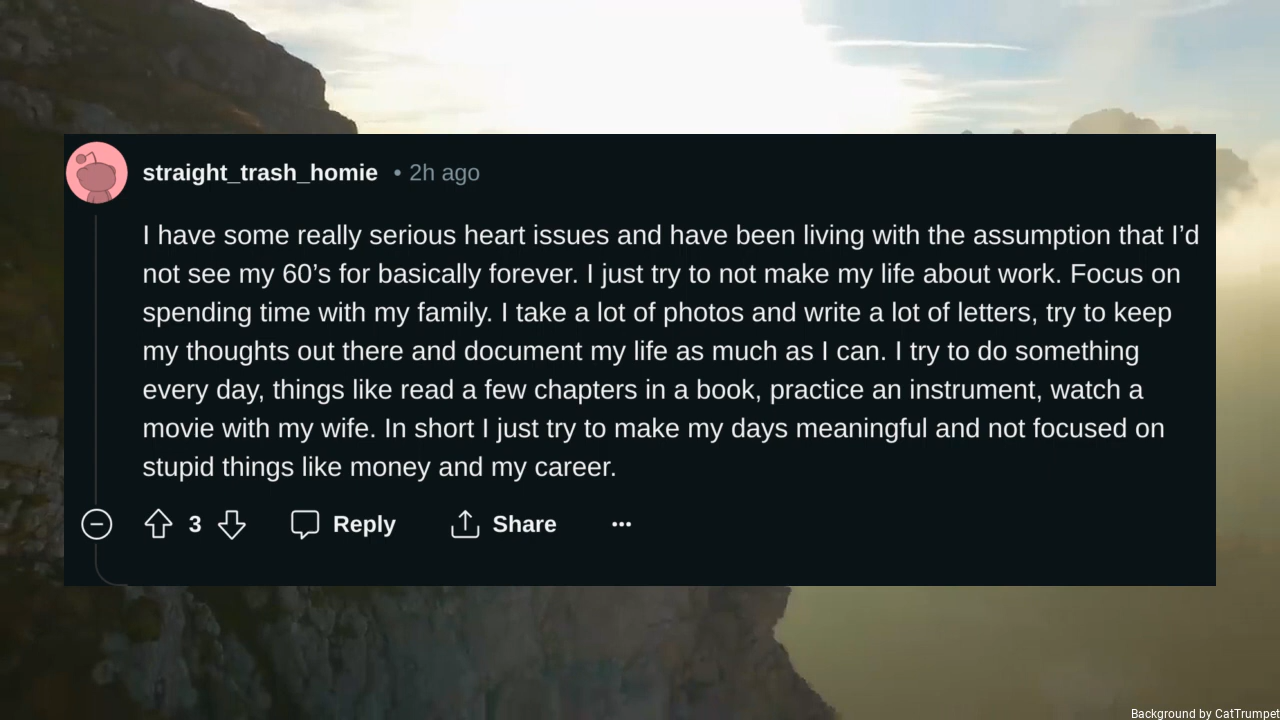 straight_trash_homie • 2h ago
I have some really serious heart issues and have been living with the assumption that I’d
not see my 60’s for basically forever. I just try to not make my life about work. Focus on
spending time with my family. I take a lot of photos and write a lot of letters, try to keep
my thoughts out there and document my life as much as I can. I try to do something
every day, things like read a few chapters in a book, practice an instrument, watch a
movie with my wife. In short I just try to make my days meaningful and not focused on
stupid things like money and my career.
3 Reply Share
Background by CatTrumpet